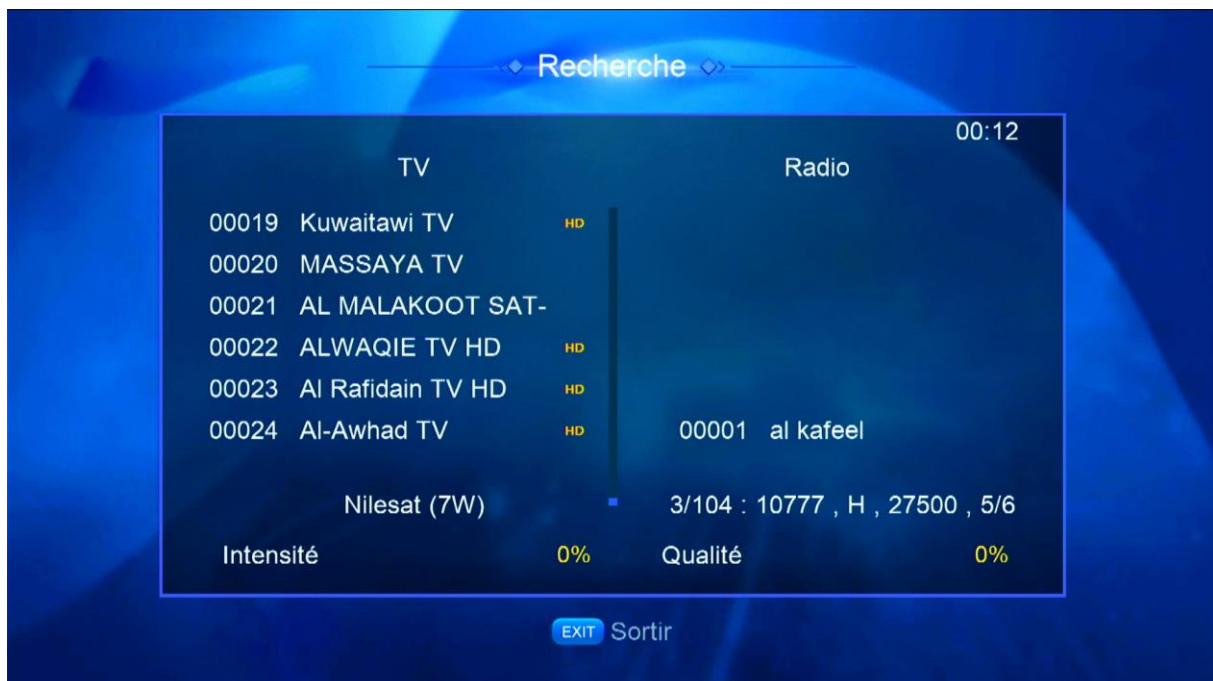 Recherche
00:12
TV
Radio
00019 Kuwaitawi TV HD
00020 MASSAYA TV
00021 AL MALAKOOT SAT-
00022 ALWAQIE TV HD HD
00023 Al Rafidain TV HD HD
00024 Al-Awhad TV HD
00001 al kafeel
Nilesat (7W)
3/104 : 10777 , H , 27500 , 5/6
Intensité 0%
Qualité 0%
EXIT Sortir